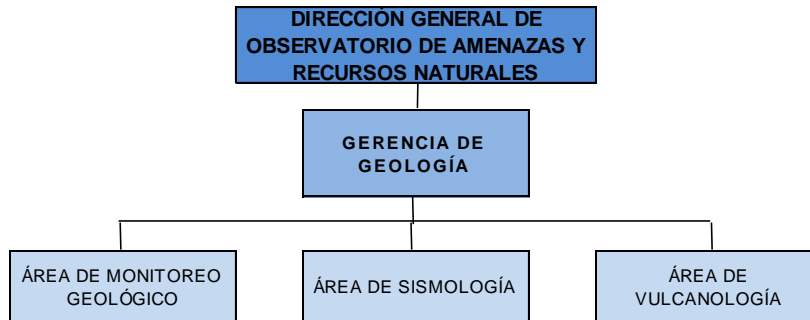 DIRECCIÓN GENERAL DE
OBSERVATORIO DE AMENAZAS Y
RECURSOS NATURALES
GERENCIA DE
GEOLOGÍA
ÁREA DE MONITOREO
GEOLÓGICO
ÁREA DE SISMOLOGÍA
ÁREA DE
VULCANOLOGÍA